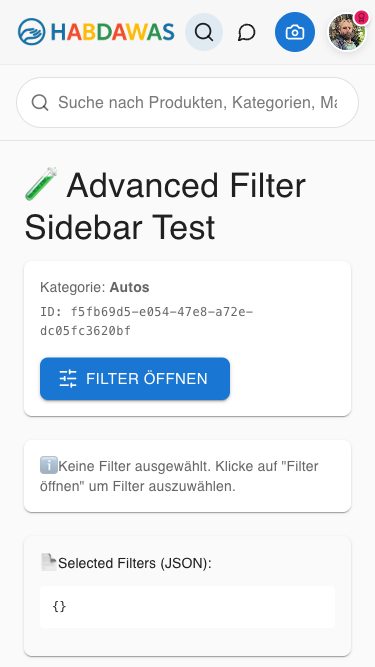 HABDAWAS
Suche nach Produkten, Kategorien, Ma
Advanced Filter
Sidebar Test
Kategorie: Autos
ID: f5fb69d5-e054-47e8-a72e-
dc05fc3620bf
FILTER ÖFFNEN
Keine Filter ausgewählt. Klicke auf "Filter
öffnen" um Filter auszuwählen.
Selected Filters (JSON):
{}